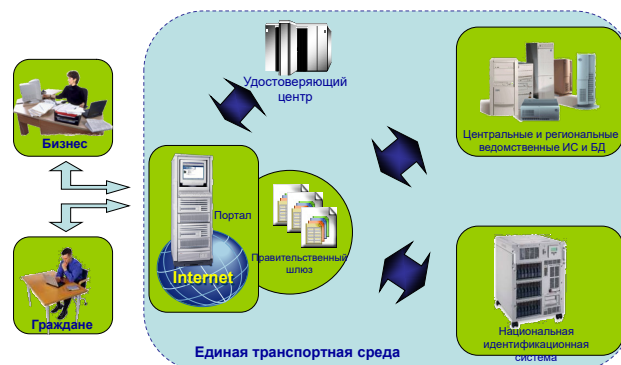 Удостоверяющий
центр
Бизнес
Центральные и региональные
ведомственные ИС и БД
Портал
Правительственный
шлюз
Internet
Граждане
Национальная
идентификационная
система
Единая транспортная среда